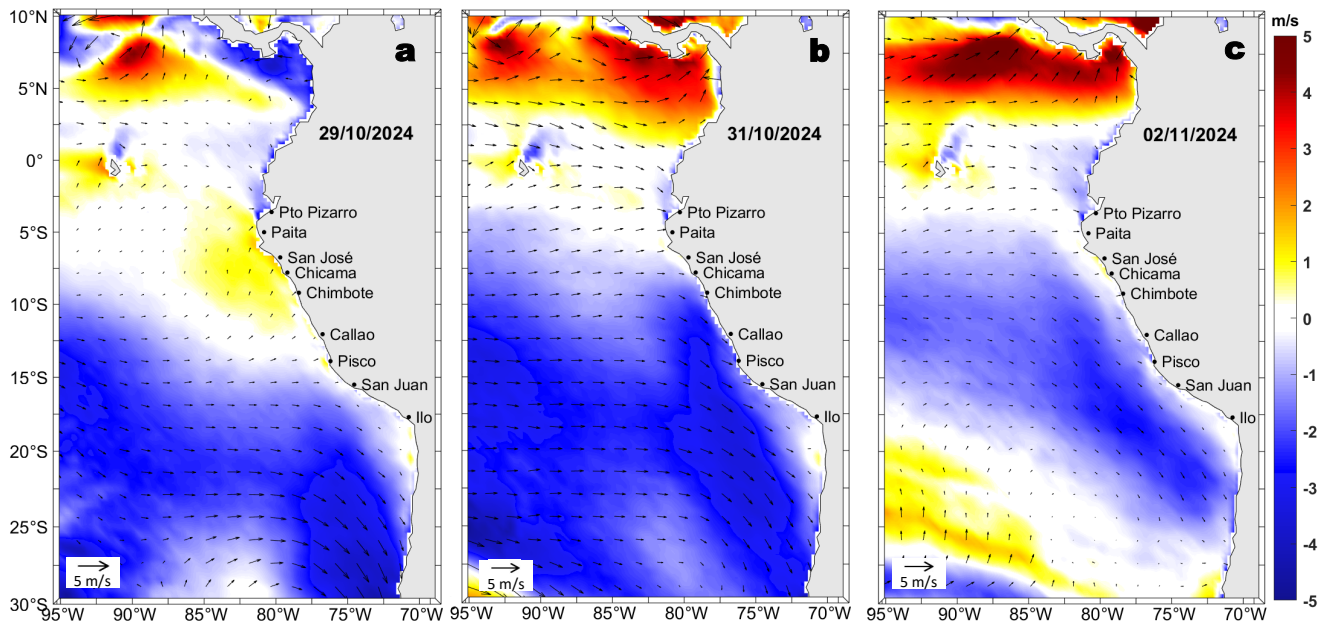 10°N
5°N
0°
5°S
10°S
15°S
20°S
25°S
30°S
a
29/10/2024
Pto Pizarro
Paita
San José
Chicama
Chimbote
Callao
Pisco
San Juan
Ilo
5 m/s
95°W 90°W 85°W 80°W 75°W 70°W
b
31/10/2024
Pto Pizarro
Paita
San José
Chicama
Chimbote
Callao
Pisco
San Juan
Ilo
5 m/s
95°W 90°W 85°W 80°W 75°W 70°W
c
02/11/2024
Pto Pizarro
Paita
San José
Chicama
Chimbote
Callao
Pisco
San Juan
Ilo
5 m/s
95°W 90°W 85°W 80°W 75°W 70°W
m/s
5
4
3
2
1
0
-1
-2
-3
-4
-5